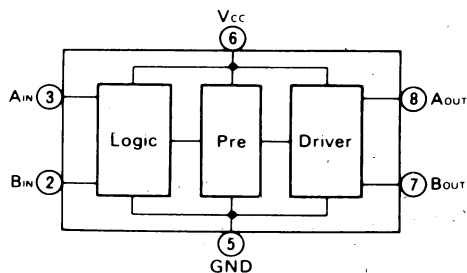 Vcc
6
AIN 3
8 AOUT
Logic
Pre
Driver
BIN 2
7 BOUT
5
GND